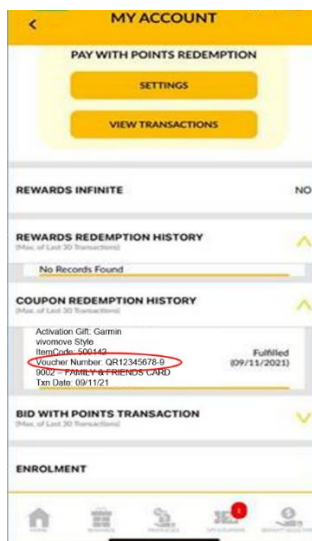 MY ACCOUNT
PAY WITH POINTS REDEMPTION
SETTINGS
VIEW TRANSACTIONS
REWARDS INFINITE NO
REWARDS REDEMPTION HISTORY
(Max. of Last 30 Transactions)
No Records Found
COUPON REDEMPTION HISTORY
(Max. of Last 30 Transactions)
Activation Gift: Garmin
vivomove Style
ItemCode: 500142
Voucher Number: QR12345678-9
9002 – FAMILY & FRIENDS CARD
Txn Date: 09/11/21
Fulfilled
(09/11/2021)
BID WITH POINTS TRANSACTION
(Max. of Last 30 Transactions)
ENROLMENT
HOME
REWARDS